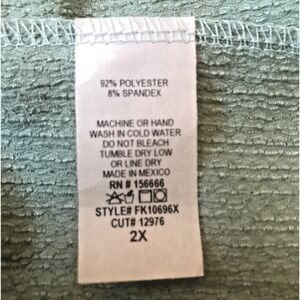 92% POLYESTER
8% SPANDEX
MACHINE OR HAND
WASH IN COLD WATER
DO NOT BLEACH
TUMBLE DRY LOW
OR LINE DRY
MADE IN MEXICO
RN # 156666
STYLE# FK10696X
CUT# 12976
2X